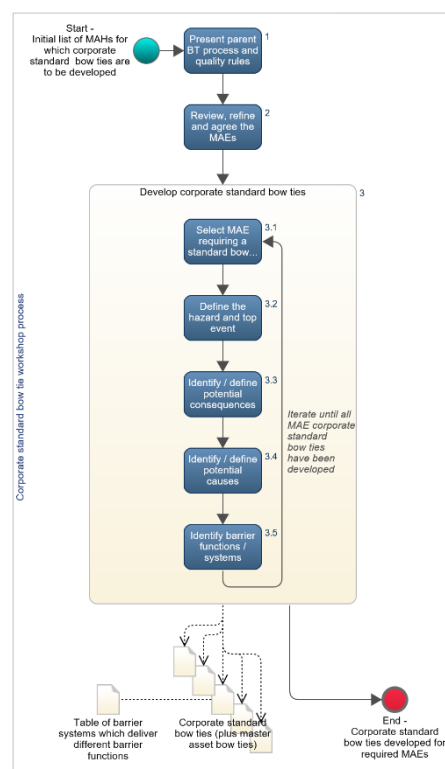 Corporate standard bow tie workshop process
Start -
Initial list of MAHs for
which corporate
standard bow ties are
to be developed
1
Present parent
BT process and
quality rules
2
Review, refine
and agree the
MAEs
Develop corporate standard bow ties
3
3.1
Select MAE
requiring a
standard bow...
3.2
Define the
hazard and top
event
3.3
Identify / define
potential
consequences
Iterate until all
MAE corporate
standard
bow ties
have been
developed
3.4
Identify / define
potential
causes
3.5
Identify barrier
functions /
systems
Table of barrier
systems which deliver
different barrier
functions
Corporate standard
bow ties (plus master
asset bow ties)
End -
Corporate standard
bow ties developed for
required MAEs